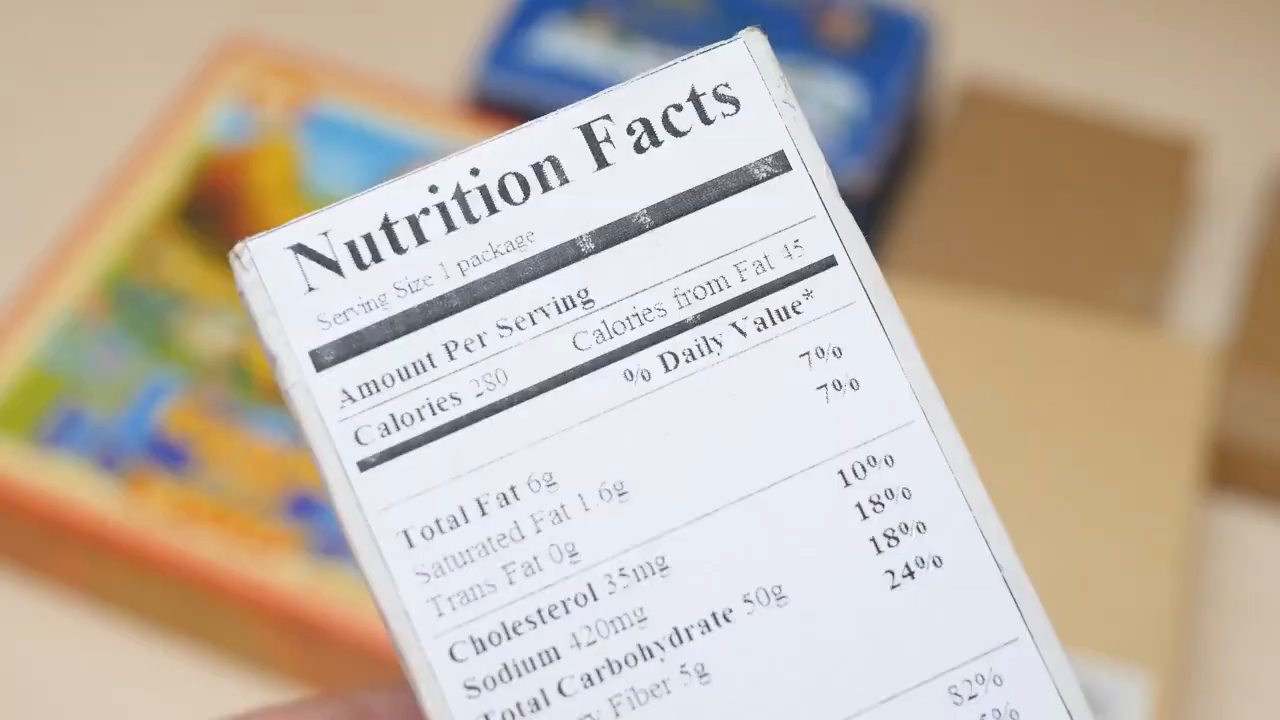 Nutrition Facts
Serving Size 1 package
Amount Per Serving
Calories 280 Calories from Fat 45
% Daily Value*
Total Fat 6g 7%
Saturated Fat 1.6g 7%
Trans Fat 0g
Cholesterol 35mg 10%
Sodium 420mg 18%
Total Carbohydrate 50g 18%
Fiber 5g 24%
82%